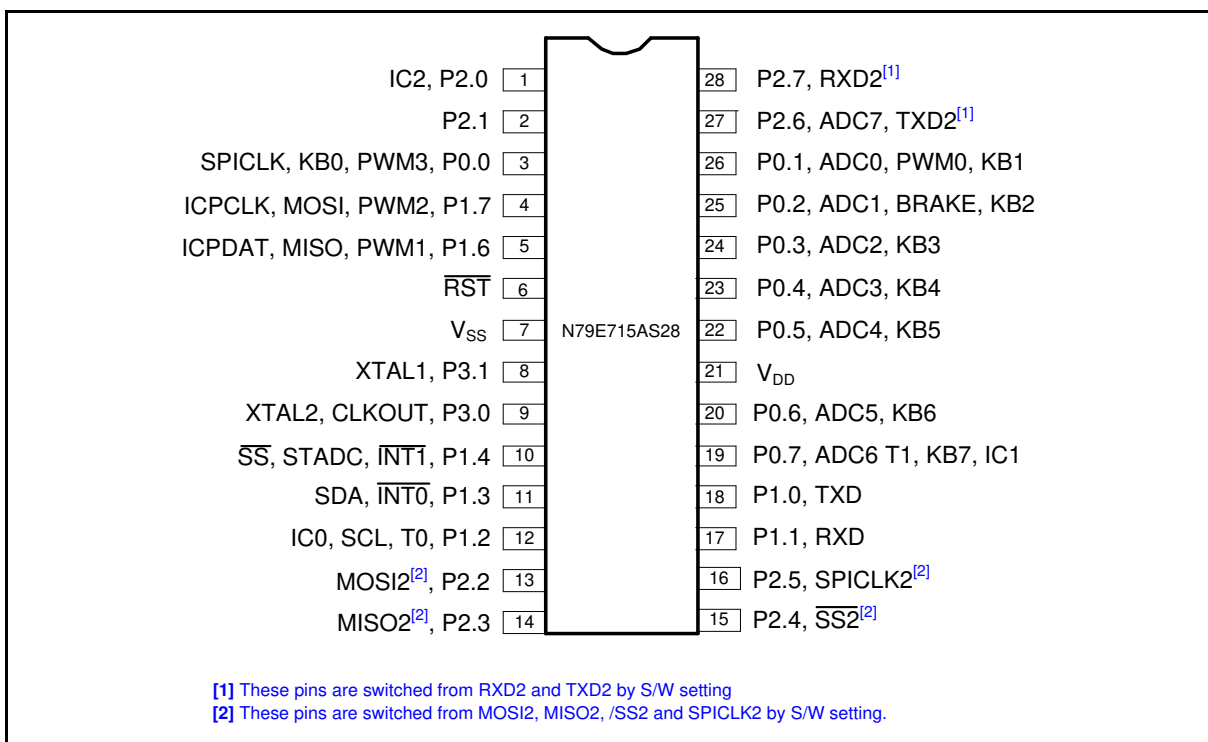 IC2, P2.0 1
P2.1 2
SPICLK, KB0, PWM3, P0.0 3
ICPCLK, MOSI, PWM2, P1.7 4
ICPDAT, MISO, PWM1, P1.6 5
RST 6
VSS 7
XTAL1, P3.1 8
XTAL2, CLKOUT, P3.0 9
SS, STADC, INT1, P1.4 10
SDA, INT0, P1.3 11
IC0, SCL, T0, P1.2 12
MOSI2[2], P2.2 13
MISO2[2], P2.3 14
N79E715AS28
28 P2.7, RXD2[1]
27 P2.6, ADC7, TXD2[1]
26 P0.1, ADC0, PWM0, KB1
25 P0.2, ADC1, BRAKE, KB2
24 P0.3, ADC2, KB3
23 P0.4, ADC3, KB4
22 P0.5, ADC4, KB5
21 VDD
20 P0.6, ADC5, KB6
19 P0.7, ADC6 T1, KB7, IC1
18 P1.0, TXD
17 P1.1, RXD
16 P2.5, SPICLK2[2]
15 P2.4, SS2[2]
[1] These pins are switched from RXD2 and TXD2 by S/W setting
[2] These pins are switched from MOSI2, MISO2, /SS2 and SPICLK2 by S/W setting.